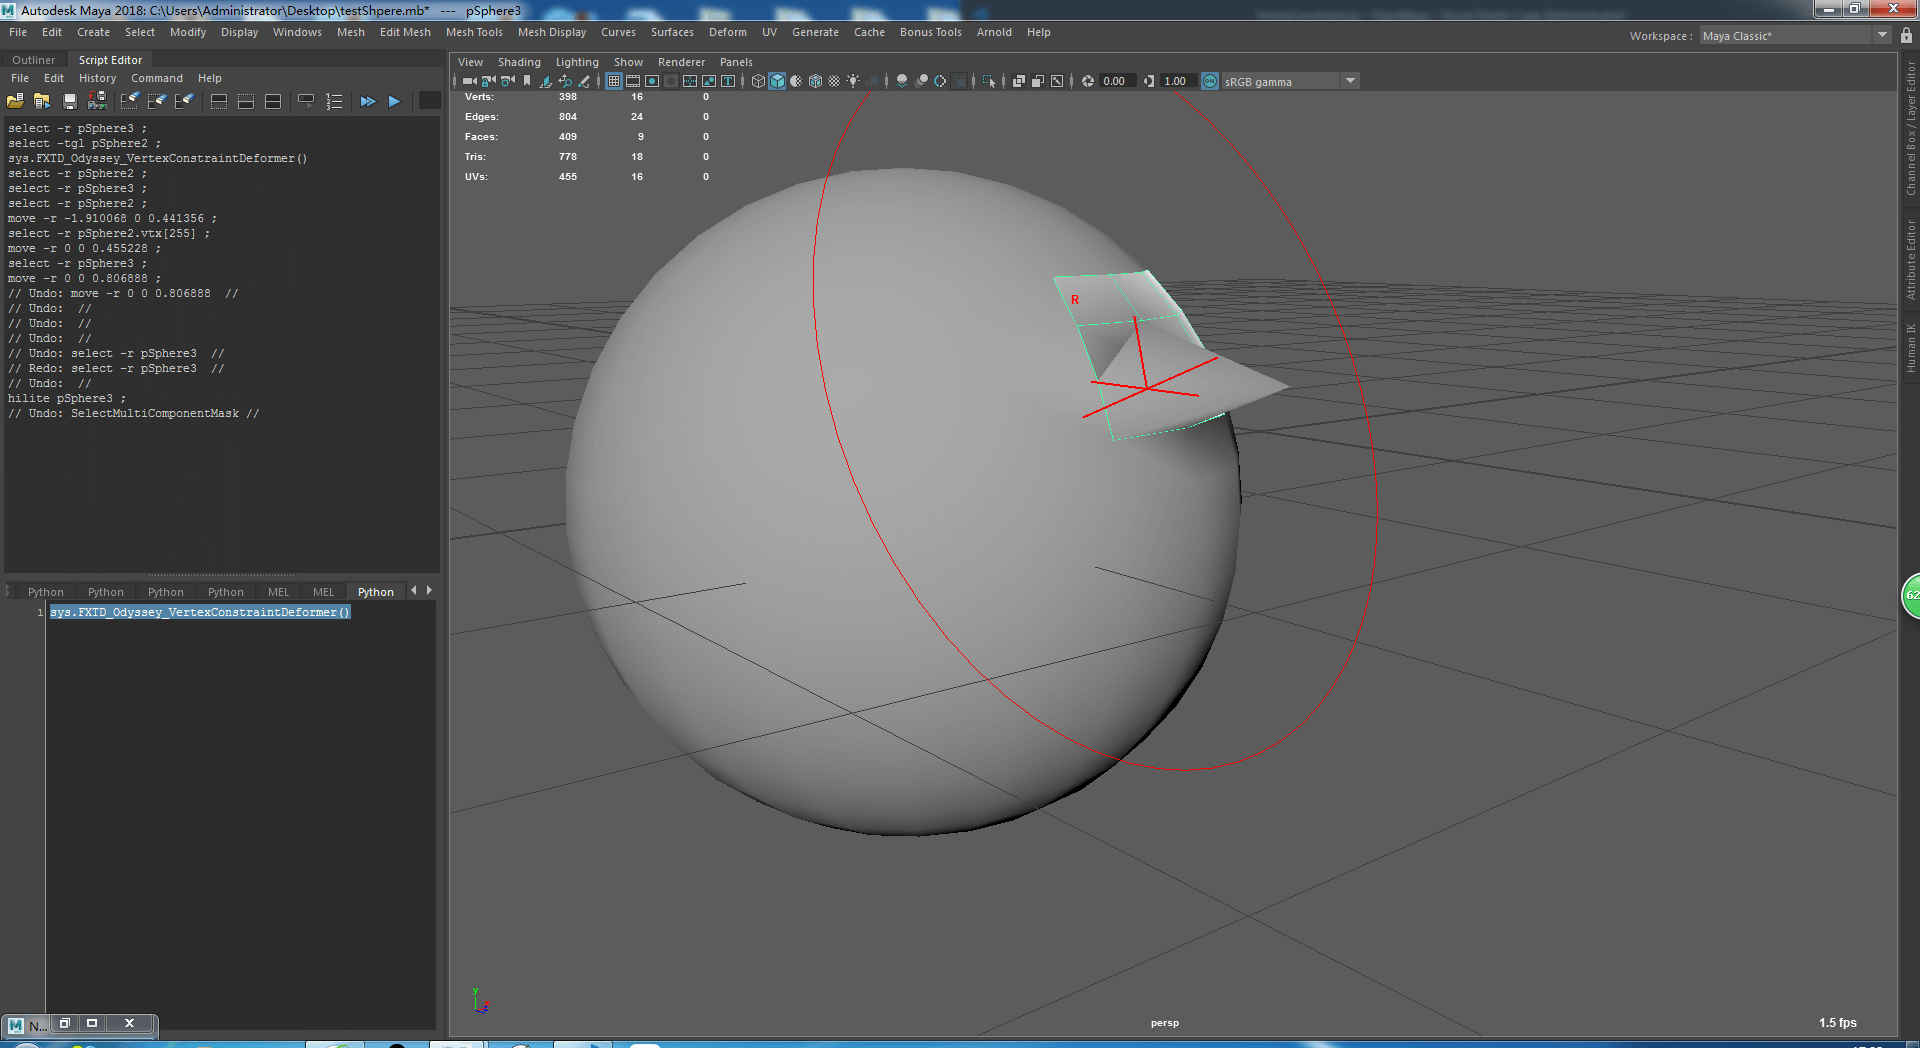 Autodesk Maya 2018: C:\Users\Administrator\Desktop\testShpere.mb*   ---   pSphere3
File Edit Create Select Modify Display Windows Mesh Edit Mesh Mesh Tools Mesh Display Curves Surfaces Deform UV Generate Cache Bonus Tools Arnold Help
Workspace : Maya Classic*
Outliner Script Editor
File Edit History Command Help
select -r pSphere3 ;
select -tgl pSphere2 ;
sys.FXTD_Odyssey_VertexConstraintDeformer()
select -r pSphere2 ;
select -r pSphere3 ;
select -r pSphere2 ;
move -r -1.910068 0 0.441356 ;
select -r pSphere2.vtx[255] ;
move -r 0 0 0.455228 ;
select -r pSphere3 ;
move -r 0 0 0.806888 ;
// Undo: move -r 0 0 0.806888  //
// Undo:  //
// Undo:  //
// Undo:  //
// Undo: select -r pSphere3  //
// Redo: select -r pSphere3  //
// Undo:  //
hilite pSphere3 ;
// Undo: SelectMultiComponentMask //
Python Python Python Python MEL MEL Python
1 sys.FXTD_Odyssey_VertexConstraintDeformer()
N...
View Shading Lighting Show Renderer Panels
0.00 1.00 ON sRGB gamma
Verts: 398 16 0
Edges: 804 24 0
Faces: 409 9 0
Tris: 778 18 0
UVs: 455 16 0
R
y
z
persp
1.5 fps
Channel Box / Layer Editor
Attribute Editor
Human IK
62